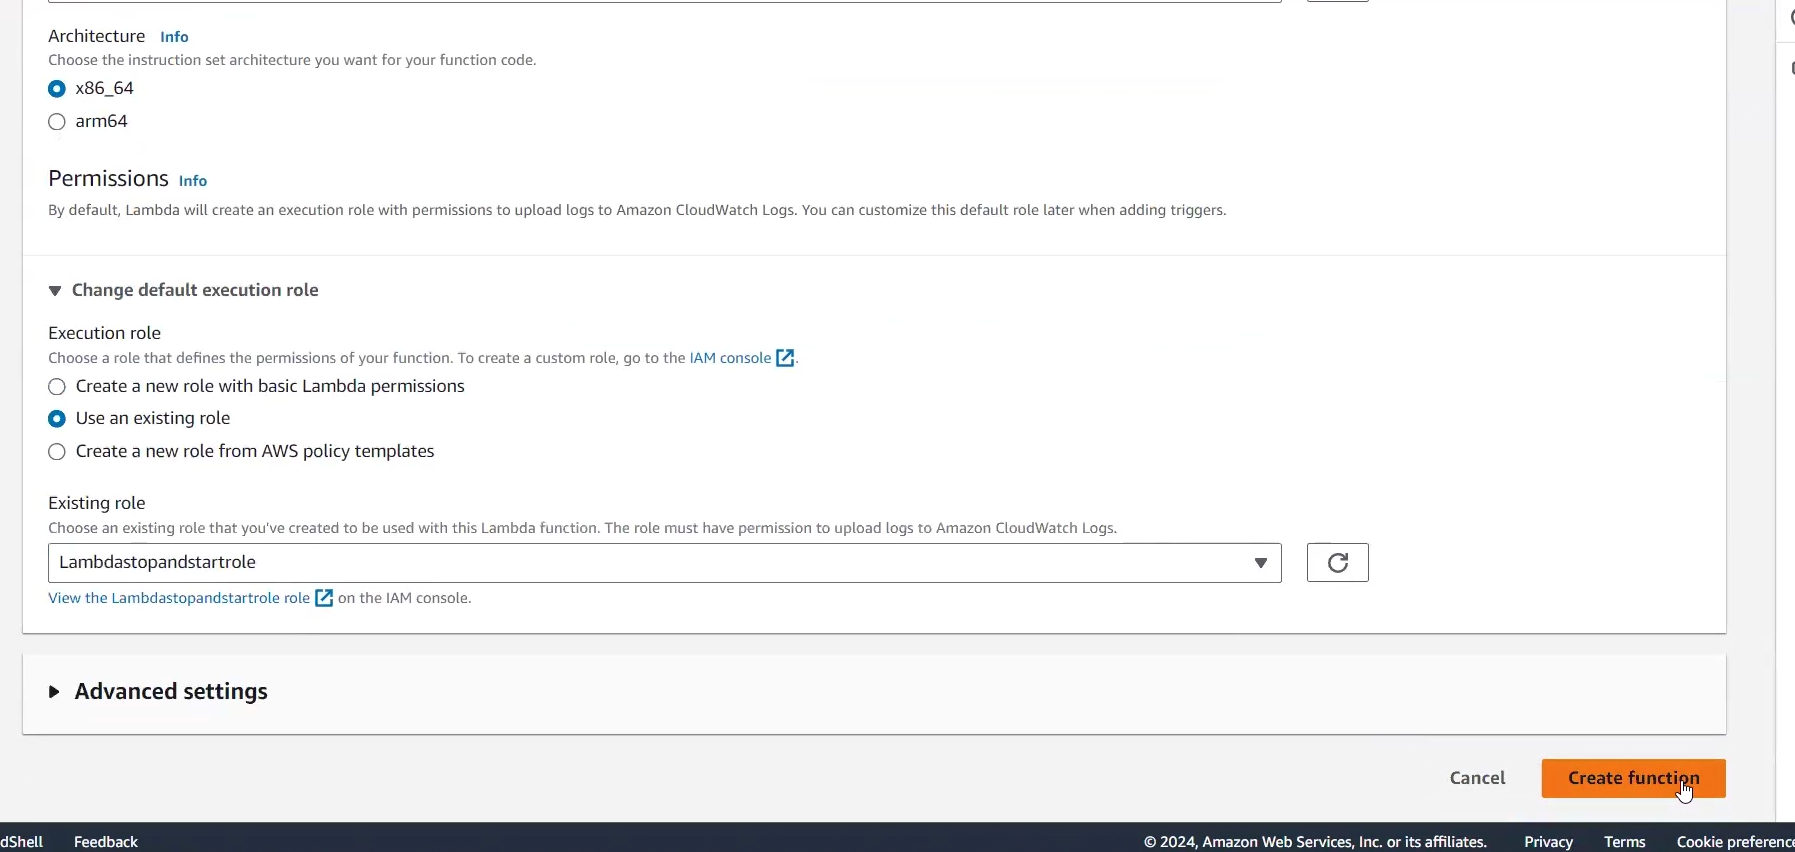 Architecture Info
Choose the instruction set architecture you want for your function code.
x86_64
arm64
Permissions Info
By default, Lambda will create an execution role with permissions to upload logs to Amazon CloudWatch Logs. You can customize this default role later when adding triggers.
Change default execution role
Execution role
Choose a role that defines the permissions of your function. To create a custom role, go to the IAM console.
Create a new role with basic Lambda permissions
Use an existing role
Create a new role from AWS policy templates
Existing role
Choose an existing role that you've created to be used with this Lambda function. The role must have permission to upload logs to Amazon CloudWatch Logs.
Lambdastopandstartrole
View the Lambdastopandstartrole role on the IAM console.
Advanced settings
Cancel Create function
dShell Feedback © 2024, Amazon Web Services, Inc. or its affiliates. Privacy Terms Cookie preference